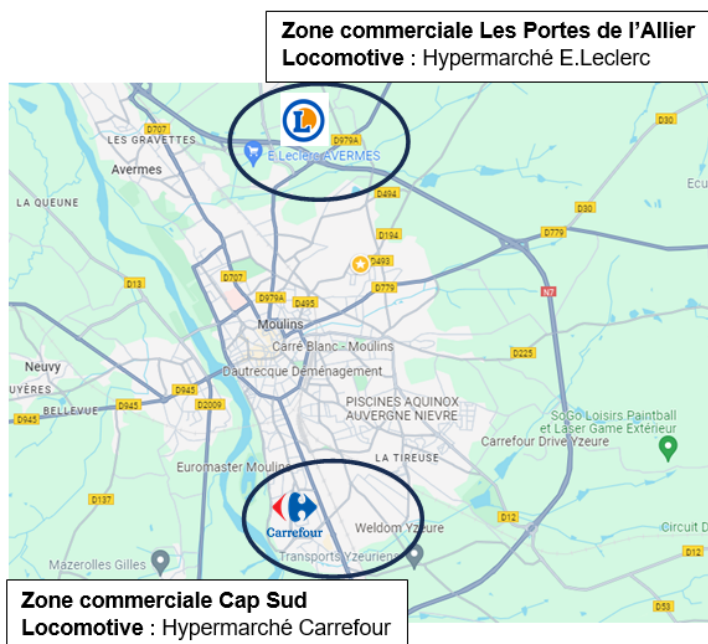 Zone commerciale Les Portes de l'Allier
Locomotive : Hypermarché E.Leclerc
D707
D30
LES GRAVETTES
D979A
E.Leclerc AVERMES
Avermes
D494
LA QUEUNE
D30
D194
D779
D493
D707
D13
D779
D979A
D495
N7
Moulins
Carré Blanc - Moulins
D225
Neuvy
Dautrecque Déménagement
D945
UYÈRES
BELLEVUE
D945
D2009
D945
PISCINES AQUINOX
AUVERGNE NIEVRE
SoGo Loisirs Paintball
et Laser Game Extérieur
Carrefour Drive Yzeure
LA TIREUSE
Euromaster Moulins
D137
D12
Carrefour
Weldom Yzeure
Circuit D
Transports Yzeuriens
D12
Mazerolles Gilles
D53
Zone commerciale Cap Sud
Locomotive : Hypermarché Carrefour